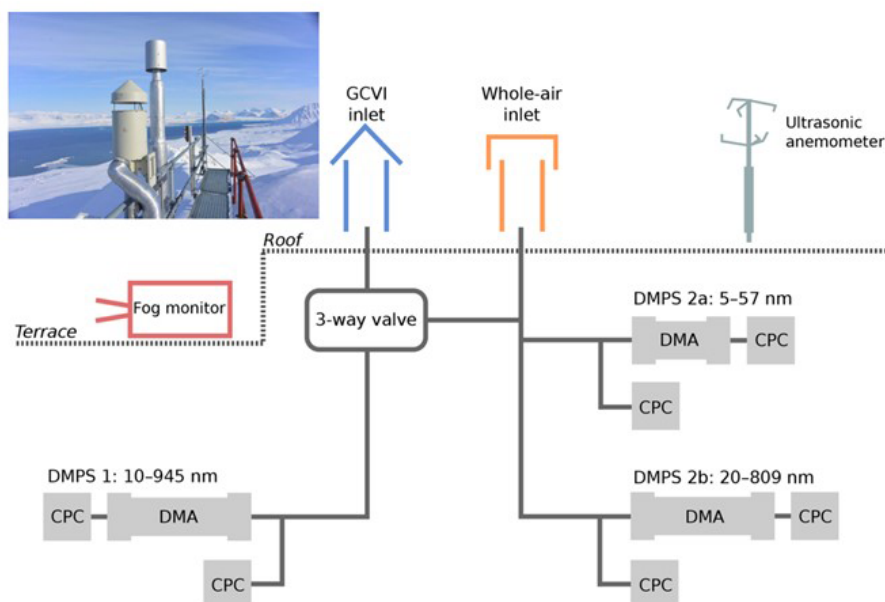 GCVI
inlet
Whole-air
inlet
Ultrasonic
anemometer
Roof
Fog monitor
Terrace
3-way valve
DMPS 2a: 5–57 nm
DMA
CPC
CPC
DMPS 1: 10–945 nm
CPC
DMA
CPC
DMPS 2b: 20–809 nm
DMA
CPC
CPC